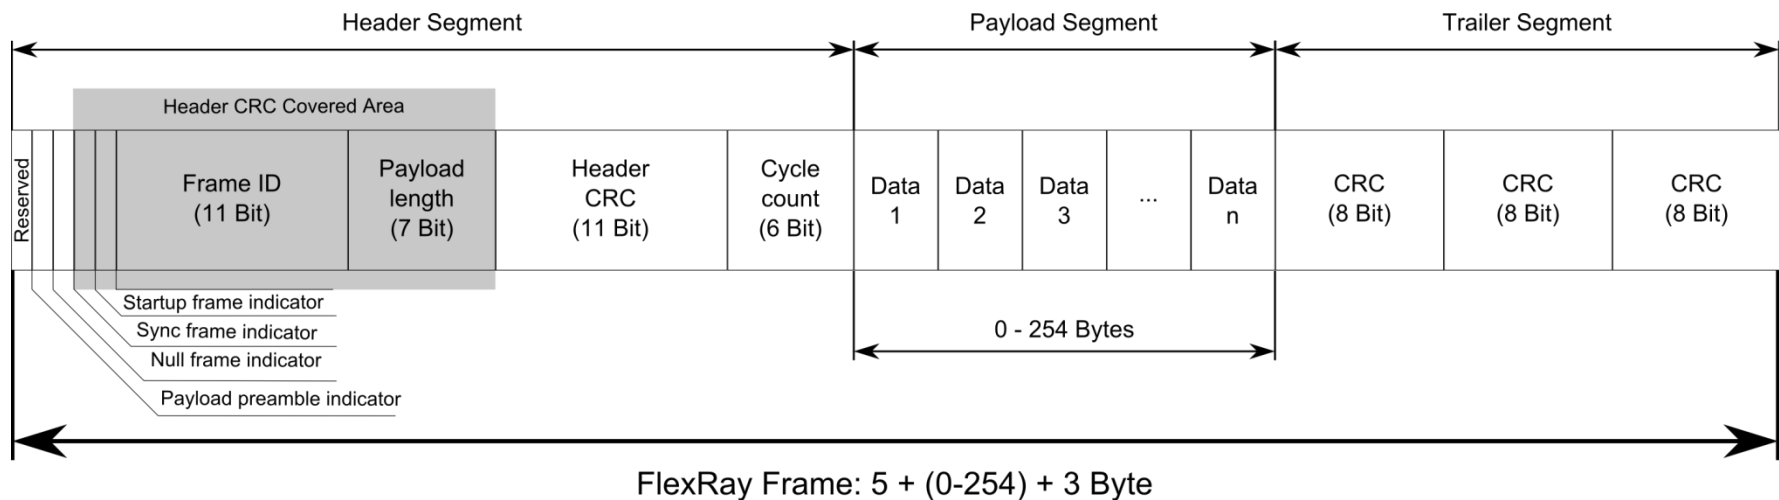 Header Segment
Payload Segment
Trailer Segment
Header CRC Covered Area
Reserved
Frame ID
(11 Bit)
Payload
length
(7 Bit)
Header
CRC
(11 Bit)
Cycle
count
(6 Bit)
Data
1
Data
2
Data
3
...
Data
n
CRC
(8 Bit)
CRC
(8 Bit)
CRC
(8 Bit)
Startup frame indicator
Sync frame indicator
Null frame indicator
Payload preamble indicator
0 - 254 Bytes
FlexRay Frame: 5 + (0-254) + 3 Byte